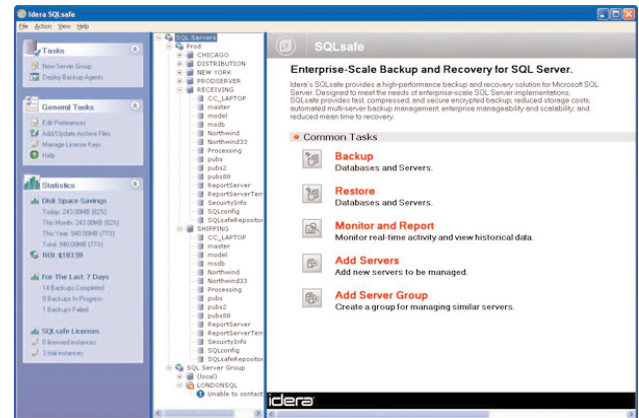 Idera SQLsafe
File Action View Help
Tasks
New Server Group
Deploy Backup Agents
General Tasks
Edit Preferences
Add/Update Archive Files
Manage License Keys
Help
Statistics
Disk Space Savings
Today: 243.00MB (82%)
This Month: 243.00MB (82%)
This Year: 940.00MB (77%)
Total: 940.00MB (77%)
ROI: $183.59
For The Last 7 Days
14 Backups Completed
0 Backups In Progress
1 Backups Failed
SQLsafe Licenses
0 licensed instances
3 trial instances
SQL Servers
Prod
CHICAGO
DISTRIBUTION
NEW YORK
PRODSERVER
RECEIVING
CC_LAPTOP
master
model
msdb
Northwind
Northwind33
Processing
pubs
pubs2
pubs88
ReportServer
ReportServerTem
SecuirtyInfo
SQLconfig
SQLsafeRepositor
SHIPPING
CC_LAPTOP
master
model
msdb
Northwind
Northwind33
Processing
pubs
pubs2
pubs88
ReportServer
ReportServerTem
SecuirtyInfo
SQLconfig
SQLsafeRepositor
SQL Server Group
(local)
LONDONSQL
Unable to contact
SQLsafe
Enterprise-Scale Backup and Recovery for SQL Server.
Idera's SQLsafe provides a high-performance backup and recovery solution for Microsoft SQL
Server. Designed to meet the needs of enterprise-scale SQL Server implementations,
SQLsafe provides fast, compressed, and secure encrypted backup; reduced storage costs;
automated multi-server backup management; enterprise manageability and scalability; and
reduced mean time to recovery.
Common Tasks
Backup
Databases and Servers.
Restore
Databases and Servers.
Monitor and Report
Monitor real-time activity and view historical data.
Add Servers
Add new servers to be managed.
Add Server Group
Create a group for managing similar servers.
idera